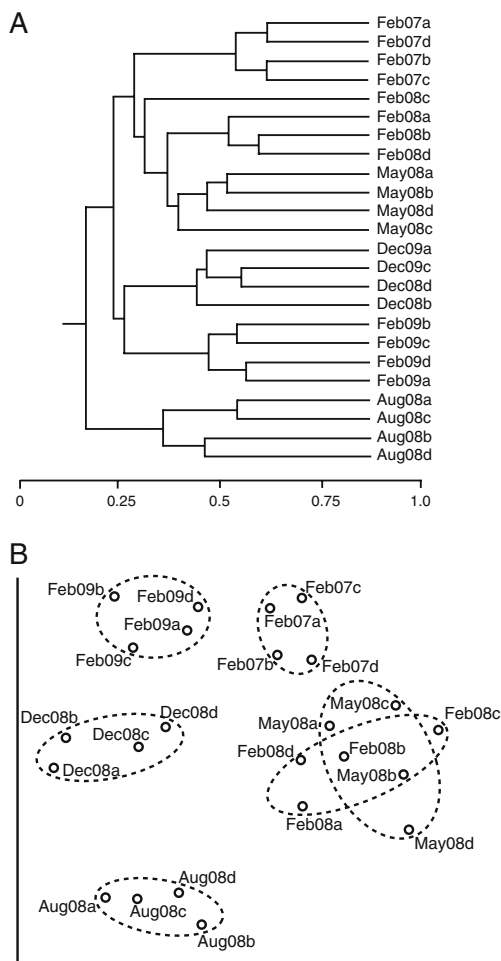 A
Feb07a
Feb07d
Feb07b
Feb07c
Feb08c
Feb08a
Feb08b
Feb08d
May08a
May08b
May08d
May08c
Dec09a
Dec09c
Dec08d
Dec08b
Feb09b
Feb09c
Feb09d
Feb09a
Aug08a
Aug08c
Aug08b
Aug08d
0 0.25 0.5 0.75 1.0
B
Feb09b Feb09d Feb07c
Feb09a Feb07a
Feb09c Feb07b Feb07d
Dec08b Dec08d May08c Feb08c
Dec08c May08a
Dec08a Feb08d Feb08b
May08b
Feb08a
May08d
Aug08d
Aug08a Aug08c
Aug08b